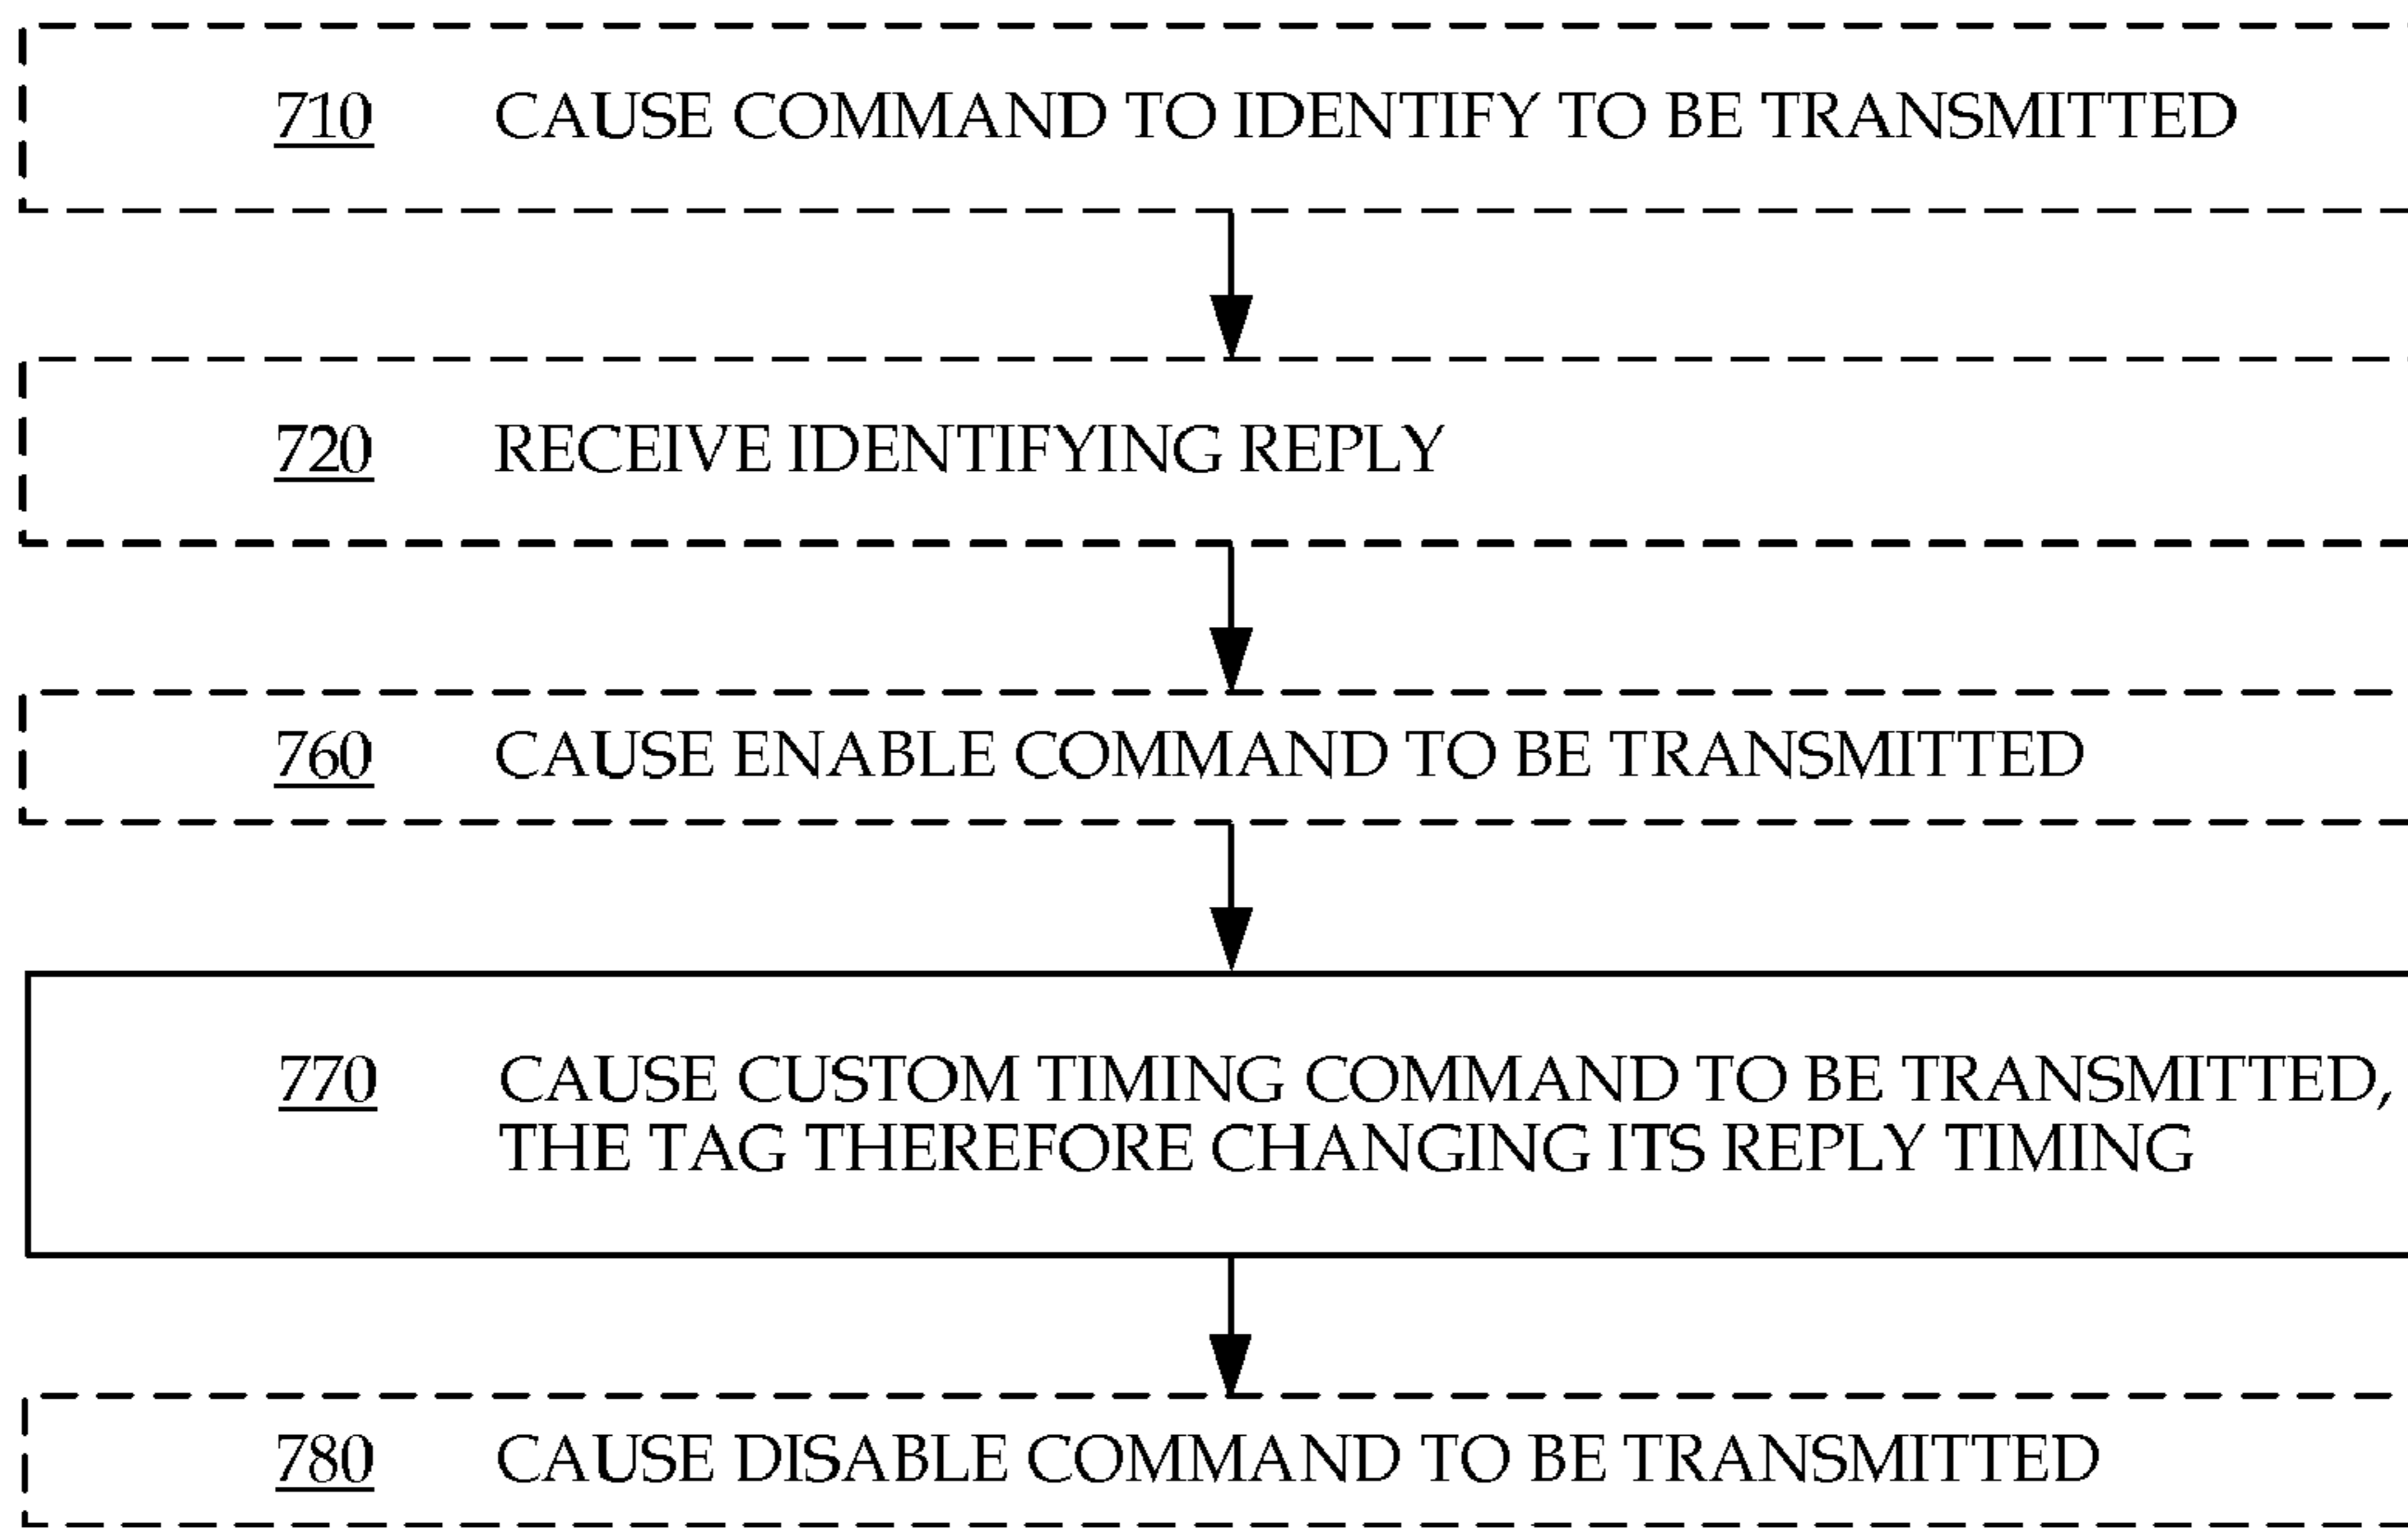 710 CAUSE COMMAND TO IDENTIFY TO BE TRANSMITTED
720 RECEIVE IDENTIFYING REPLY
760 CAUSE ENABLE COMMAND TO BE TRANSMITTED
770 CAUSE CUSTOM TIMING COMMAND TO BE TRANSMITTED,
THE TAG THEREFORE CHANGING ITS REPLY TIMING
780 CAUSE DISABLE COMMAND TO BE TRANSMITTED